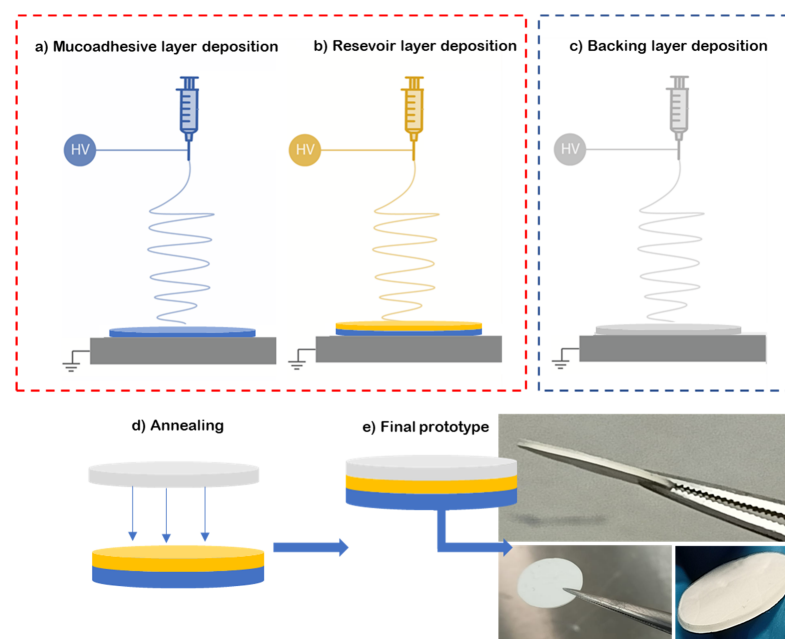 a) Mucoadhesive layer deposition
b) Resevoir layer deposition
c) Backing layer deposition
HV
HV
HV
d) Annealing
e) Final prototype